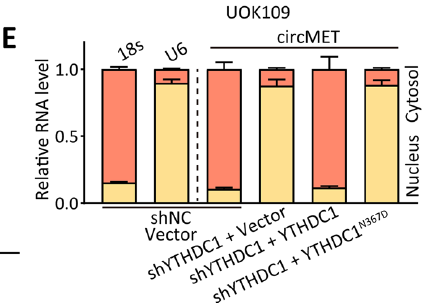 E
UOK109
circMET
18s
U6
Relative RNA level
1.0
0.5
0.0
Nucleus Cytosol
shNC
Vector
shYTHDC1 + Vector
shYTHDC1 + YTHDC1
shYTHDC1 + YTHDC1N367D